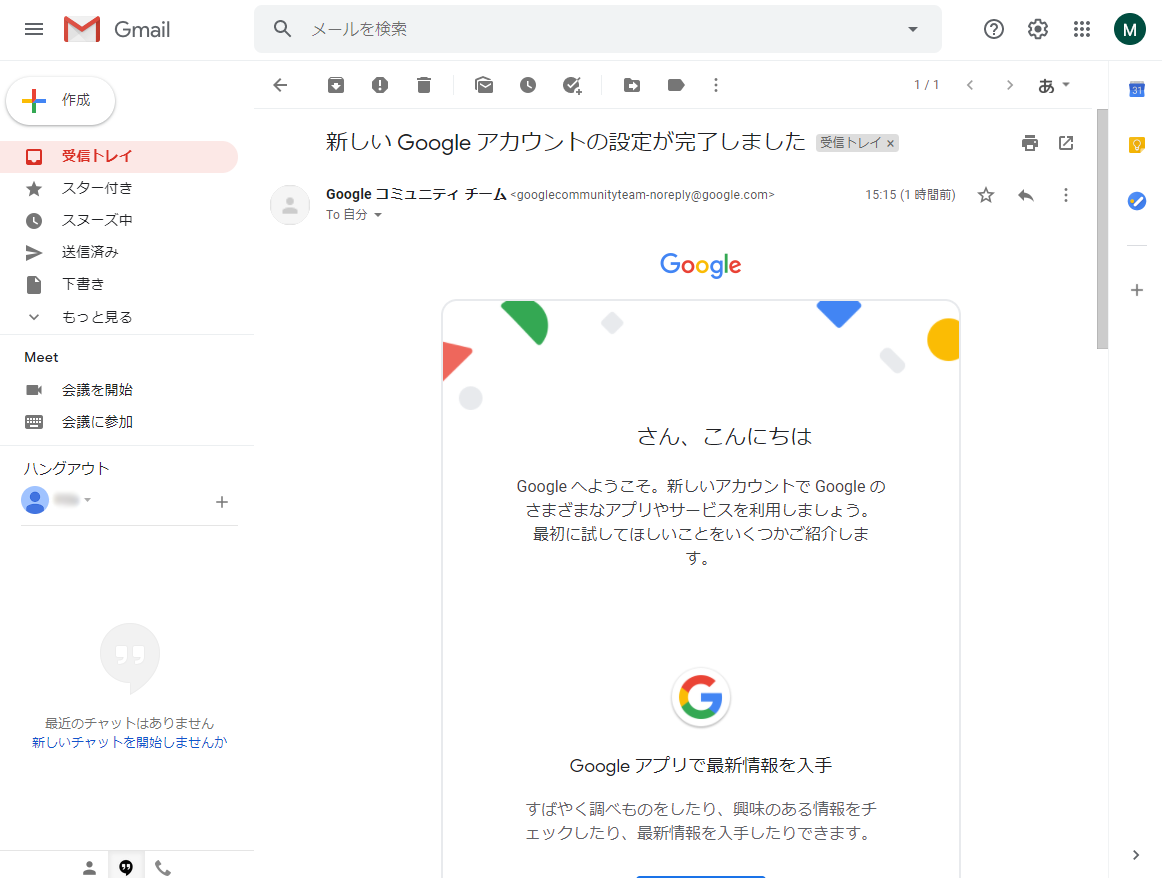 Gmail
メールを検索
M
作成
1 / 1
あ
31
受信トレイ
スター付き
スヌーズ中
送信済み
下書き
もっと見る
Meet
会議を開始
会議に参加
ハングアウト
最近のチャットはありません
新しいチャットを開始しませんか
新しい Google アカウントの設定が完了しました 受信トレイ ×
Google コミュニティ チーム <googlecommunityteam-noreply@google.com> 15:15 (1 時間前)
To 自分
Google
さん、こんにちは
Google へようこそ。新しいアカウントで Google の
さまざまなアプリやサービスを利用しましょう。
最初に試してほしいことをいくつかご紹介しま
す。
G
Google アプリで最新情報を入手
すばやく調べものをしたり、興味のある情報をチ
ェックしたり、最新情報を入手したりできます。